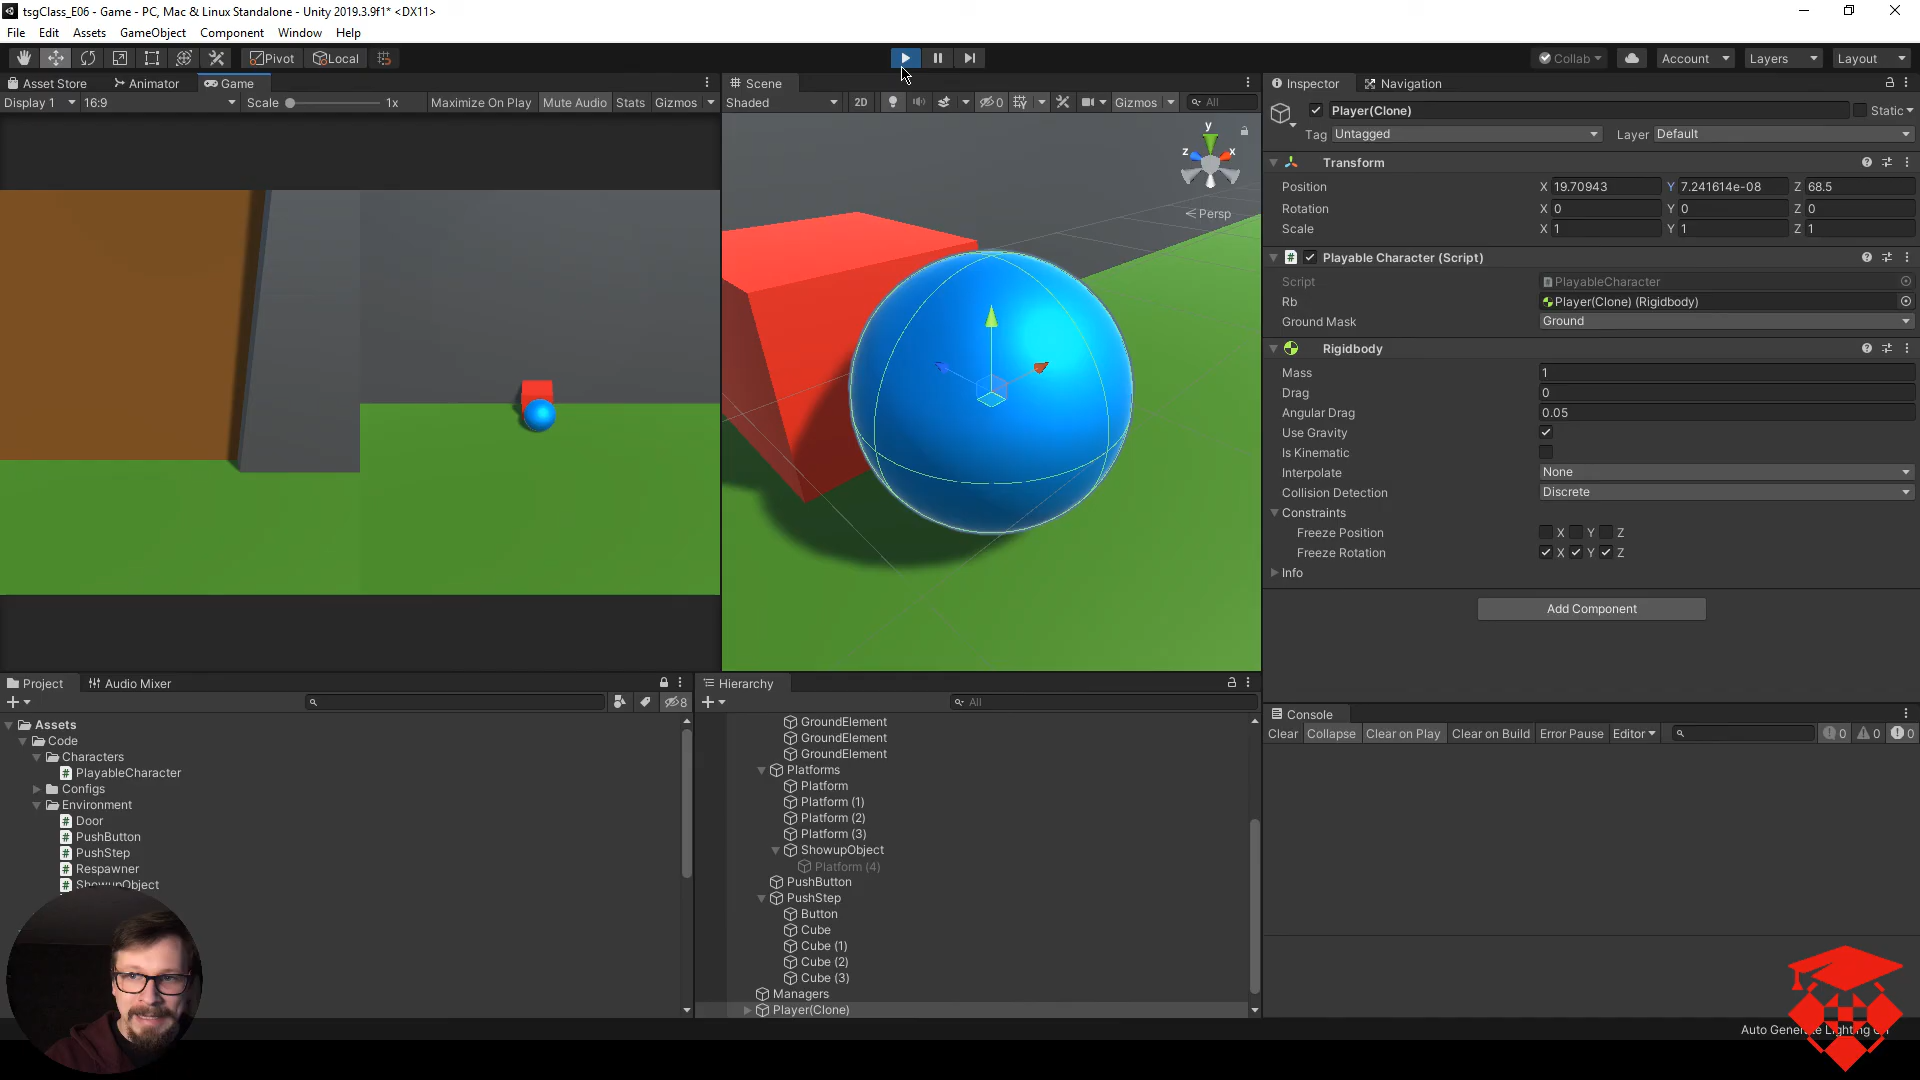 tsgClass_E06 - Game - PC, Mac & Linux Standalone - Unity 2019.3.9f1* <DX11>
File Edit Assets GameObject Component Window Help
Pivot Local Collab Account Layers Layout
Asset Store Animator Game
Display 1 16:9 Scale 1x Maximize On Play Mute Audio Stats Gizmos
Scene
Shaded 2D 0 Gizmos All
y
z x
Persp
Inspector Navigation
Player(Clone) Static
Tag Untagged Layer Default
Transform
Position X 19.70943 Y 7.241614e-08 Z 68.5
Rotation X 0 Y 0 Z 0
Scale X 1 Y 1 Z 1
# Playable Character (Script)
Script PlayableCharacter
Rb Player(Clone) (Rigidbody)
Ground Mask Ground
Rigidbody
Mass 1
Drag 0
Angular Drag 0.05
Use Gravity
Is Kinematic
Interpolate None
Collision Detection Discrete
Constraints
Freeze Position X Y Z
Freeze Rotation X Y Z
Info
Add Component
Project Audio Mixer
8
Assets
Code
Characters
# PlayableCharacter
Configs
Environment
# Door
# PushButton
# PushStep
# Respawner
# ShowupObject
Hierarchy
All
GroundElement
GroundElement
GroundElement
Platforms
Platform
Platform (1)
Platform (2)
Platform (3)
ShowupObject
Platform (4)
PushButton
PushStep
Button
Cube
Cube (1)
Cube (2)
Cube (3)
Managers
Player(Clone)
Console
Clear Collapse Clear on Play Clear on Build Error Pause Editor 0 0 0
Auto Generate Lighting